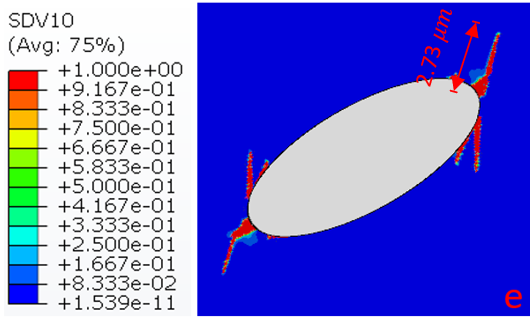 SDV10
(Avg: 75%)
+1.000e+00
+9.167e-01
+8.333e-01
+7.500e-01
+6.667e-01
+5.833e-01
+5.000e-01
+4.167e-01
+3.333e-01
+2.500e-01
+1.667e-01
+8.333e-02
+1.539e-11
2.73 μm
e